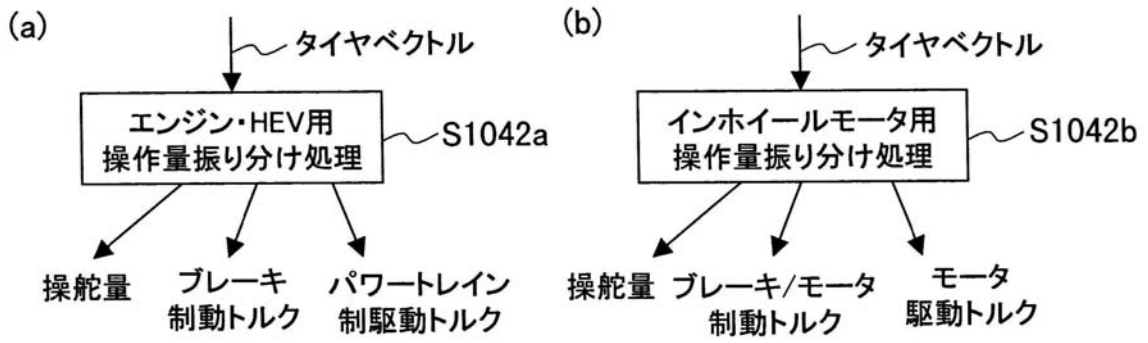 (a)
タイヤベクトル
エンジン・HEV用
操作量振り分け処理
S1042a
操舵量
ブレーキ
制動トルク
パワートレイン
制駆動トルク
(b)
タイヤベクトル
インホイールモータ用
操作量振り分け処理
S1042b
操舵量
ブレーキ/モータ
制動トルク
モータ
駆動トルク